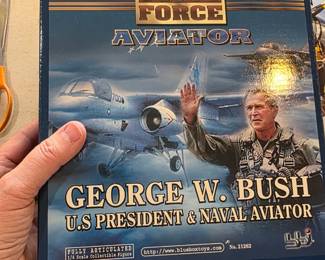 FORCE
AVIATOR
GEORGE W. BUSH
U.S PRESIDENT & NAVAL AVIATOR
FULLY ARTICULATED
1/6 Scale Collectible Figure
http://www.blueboxtoys.com
No.21262
bbi